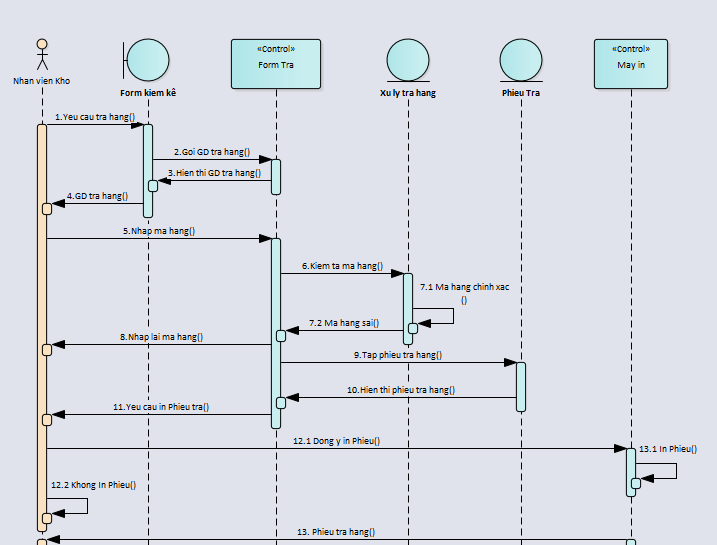 «Control»
Form Tra
«Control»
May in
Nhan vien Kho
Form kiem kê
Xu ly tra hang
Phieu Tra
1.Yeu cau tra hang()
2.Goi GD tra hang()
3.Hien thi GD tra hang()
4.GD tra hang()
5.Nhap ma hang()
6.Kiem ta ma hang()
7.1 Ma hang chinh xac
()
7.2 Ma hang sai()
8.Nhap lai ma hang()
9.Tap phieu tra hang()
10.Hien thi phieu tra hang()
11.Yeu cau in Phieu tra()
12.1 Dong y in Phieu()
13.1 In Phieu()
12.2 Khong In Phieu()
13. Phieu tra hang()